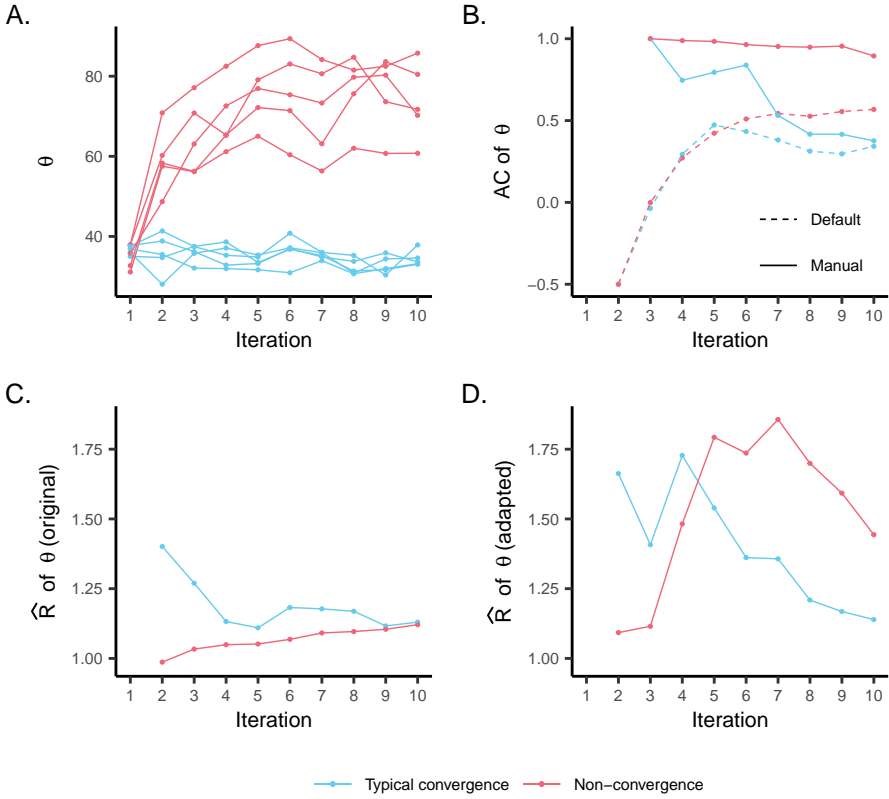 A.
θ
80
60
40
1 2 3 4 5 6 7 8 9 10
Iteration
B.
AC of θ
1.0
0.5
0.0
−0.5
Default
Manual
1 2 3 4 5 6 7 8 9 10
Iteration
C.
R̂ of θ (original)
1.75
1.50
1.25
1.00
1 2 3 4 5 6 7 8 9 10
Iteration
D.
R̂ of θ (adapted)
1.75
1.50
1.25
1.00
1 2 3 4 5 6 7 8 9 10
Iteration
Typical convergence
Non−convergence